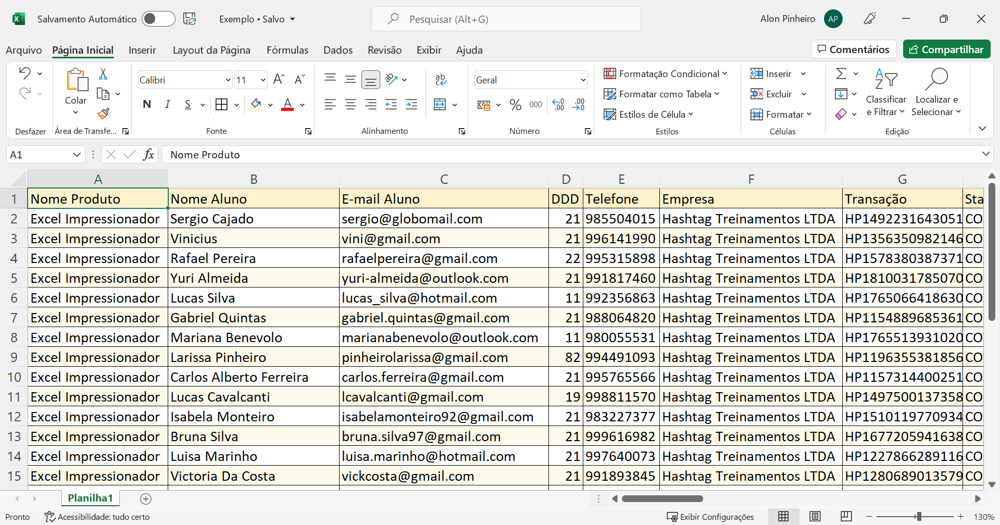 Salvamento Automático
Exemplo • Salvo
Pesquisar (Alt+G)
Alon Pinheiro
AP
Arquivo Página Inicial Inserir Layout da Página Fórmulas Dados Revisão Exibir Ajuda
Comentários
Compartilhar
Colar
Calibri
11
N I S
A
ab
Geral
% 000
Formatação Condicional
Formatar como Tabela
Estilos de Célula
Inserir
Excluir
Formatar
Classificar e Filtrar
Localizar e Selecionar
Desfazer Área de Transfe... Fonte Alinhamento Número Estilos Células Edição
A1
fx
Nome Produto
A B C D E F G
1 Nome Produto Nome Aluno E-mail Aluno DDD Telefone Empresa Transação Sta
2 Excel Impressionador Sergio Cajado sergio@globomail.com 21 985504015 Hashtag Treinamentos LTDA HP1492231643051 CO
3 Excel Impressionador Vinicius vini@gmail.com 21 996141990 Hashtag Treinamentos LTDA HP1356350982146 CO
4 Excel Impressionador Rafael Pereira rafaelpereira@gmail.com 22 995315898 Hashtag Treinamentos LTDA HP1578380387371 CO
5 Excel Impressionador Yuri Almeida yuri-almeida@outlook.com 21 991817460 Hashtag Treinamentos LTDA HP1810031785070 CO
6 Excel Impressionador Lucas Silva lucas_silva@hotmail.com 11 992356863 Hashtag Treinamentos LTDA HP1765066418630 CO
7 Excel Impressionador Gabriel Quintas gabriel.quintas@gmail.com 21 988064820 Hashtag Treinamentos LTDA HP1154889685361 CO
8 Excel Impressionador Mariana Benevolo marianabenevolo@outlook.com 11 980055531 Hashtag Treinamentos LTDA HP1765513931020 CO
9 Excel Impressionador Larissa Pinheiro pinheirolarissa@gmail.com 82 994491093 Hashtag Treinamentos LTDA HP1196355381856 CO
10 Excel Impressionador Carlos Alberto Ferreira carlos.ferreira@gmail.com 21 995765566 Hashtag Treinamentos LTDA HP1157314400251 CO
11 Excel Impressionador Lucas Cavalcanti lcavalcanti@gmail.com 19 998811570 Hashtag Treinamentos LTDA HP1497500137358 CO
12 Excel Impressionador Isabela Monteiro isabelamonteiro92@gmail.com 21 983227377 Hashtag Treinamentos LTDA HP1510119770934 CO
13 Excel Impressionador Bruna Silva bruna.silva97@gmail.com 21 999616982 Hashtag Treinamentos LTDA HP1677205941638 CO
14 Excel Impressionador Luisa Marinho luisa.marinho@hotmail.com 21 997640073 Hashtag Treinamentos LTDA HP1227866289116 CO
15 Excel Impressionador Victoria Da Costa vickcosta@gmail.com 21 991893845 Hashtag Treinamentos LTDA HP1280689013579 CO
Planilha1
Pronto
Acessibilidade: tudo certo
Exibir Configurações
130%